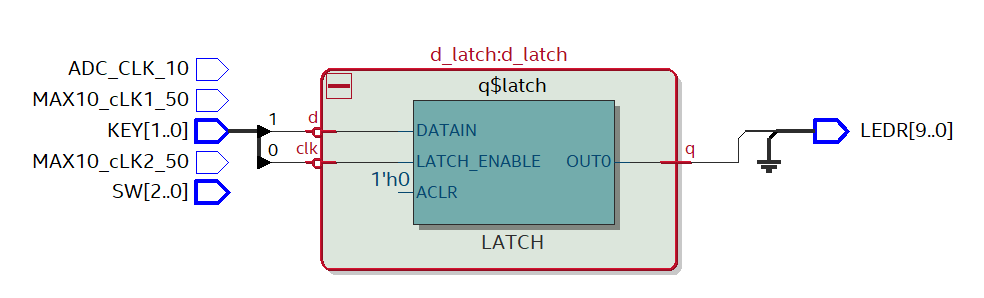 d_latch:d_latch
ADC_CLK_10
q$latch
MAX10_cLK1_50
1
d
KEY[1..0]
DATAIN
LEDR[9..0]
0
clk
MAX10_cLK2_50
LATCH_ENABLE
OUT0
q
1'h0
SW[2..0]
ACLR
LATCH